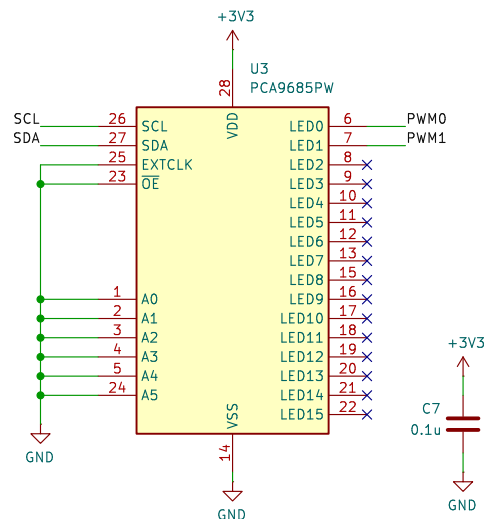 +3V3
U3
PCA9685PW
28
VDD
SCL 26 SCL LED0 6 PWM0
SDA 27 SDA LED1 7 PWM1
25 EXTCLK LED2 8
23 OE LED3 9
LED4 10
LED5 11
LED6 12
LED7 13
LED8 15
1 A0 LED9 16
2 A1 LED10 17
3 A2 LED11 18
4 A3 LED12 19
5 A4 LED13 20
24 A5 LED14 21
LED15 22
VSS
14
GND
GND
+3V3
C7
0.1u
GND